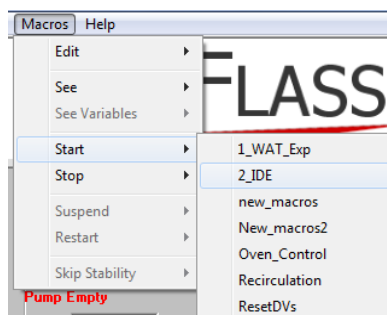 Macros Help
Edit
See
See Variables
Start
Stop
Suspend
Restart
Skip Stability
Pump Empty
FLASS
1_WAT_Exp
2_IDE
new_macros
New_macros2
Oven_Control
Recirculation
ResetDVs